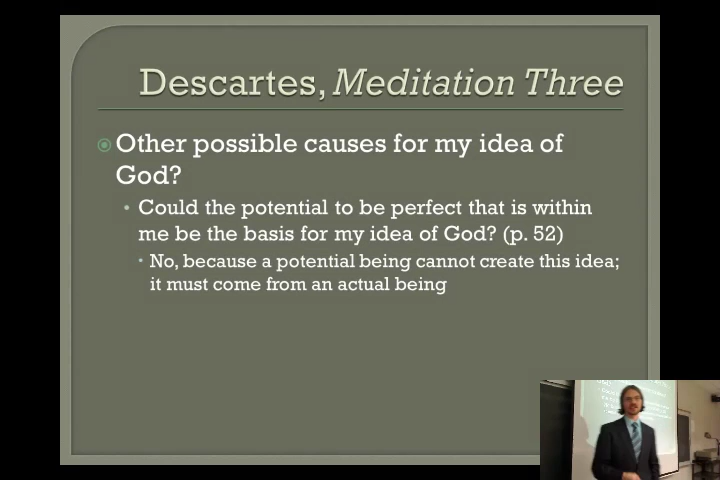 Descartes, Meditation Three
Other possible causes for my idea of
God?
Could the potential to be perfect that is within
me be the basis for my idea of God? (p. 52)
No, because a potential being cannot create this idea;
it must come from an actual being